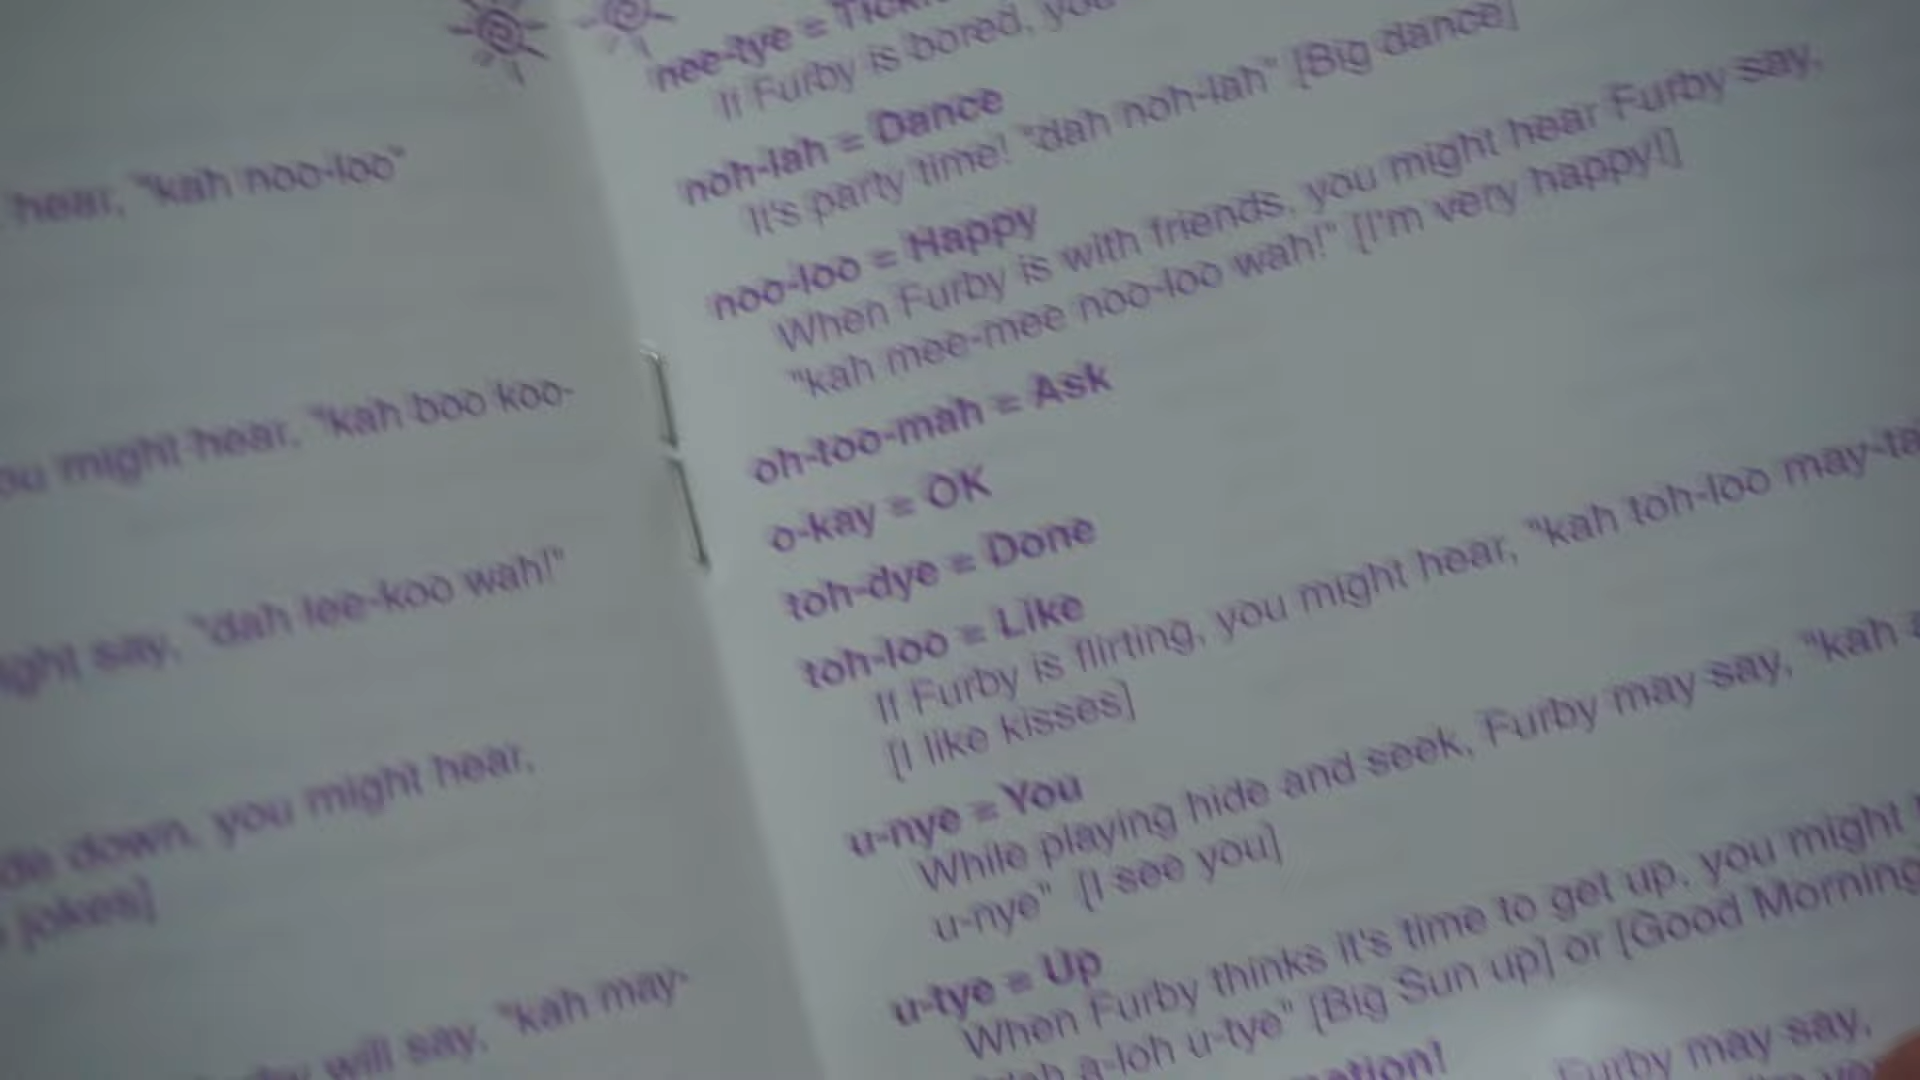 hear, "kah noo-loo"
ou might hear, "kah boo koo-
ght say, "dah lee-koo wah!"
de down, you might hear,
jokes]
will say, "kah may-
nee-tye =
If Furby is bored, you
noh-lah = Dance
It's party time! "dah noh-lah" [Big dance]
noo-loo = Happy
When Furby is with friends, you might hear Furby say,
"kah mee-mee noo-loo wah!" [I'm very happy!]
oh-too-mah = Ask
o-kay = OK
toh-dye = Done
toh-loo = Like
If Furby is flirting, you might hear, "kah toh-loo may-ta
[I like kisses]
u-nye = You
While playing hide and seek, Furby may say, "kah
u-nye" [I see you]
u-tye = Up
When Furby thinks it's time to get up, you might
a-loh u-tye" [Big Sun up] or [Good Morning
Furby may say,